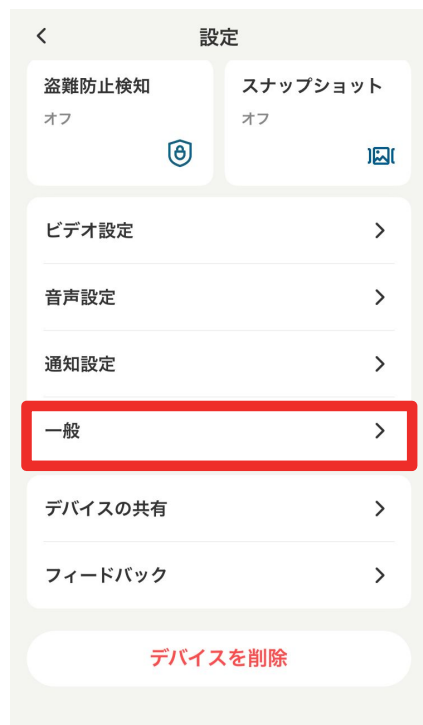 設定
盗難防止検知
オフ
スナップショット
オフ
ビデオ設定
音声設定
通知設定
一般
デバイスの共有
フィードバック
デバイスを削除